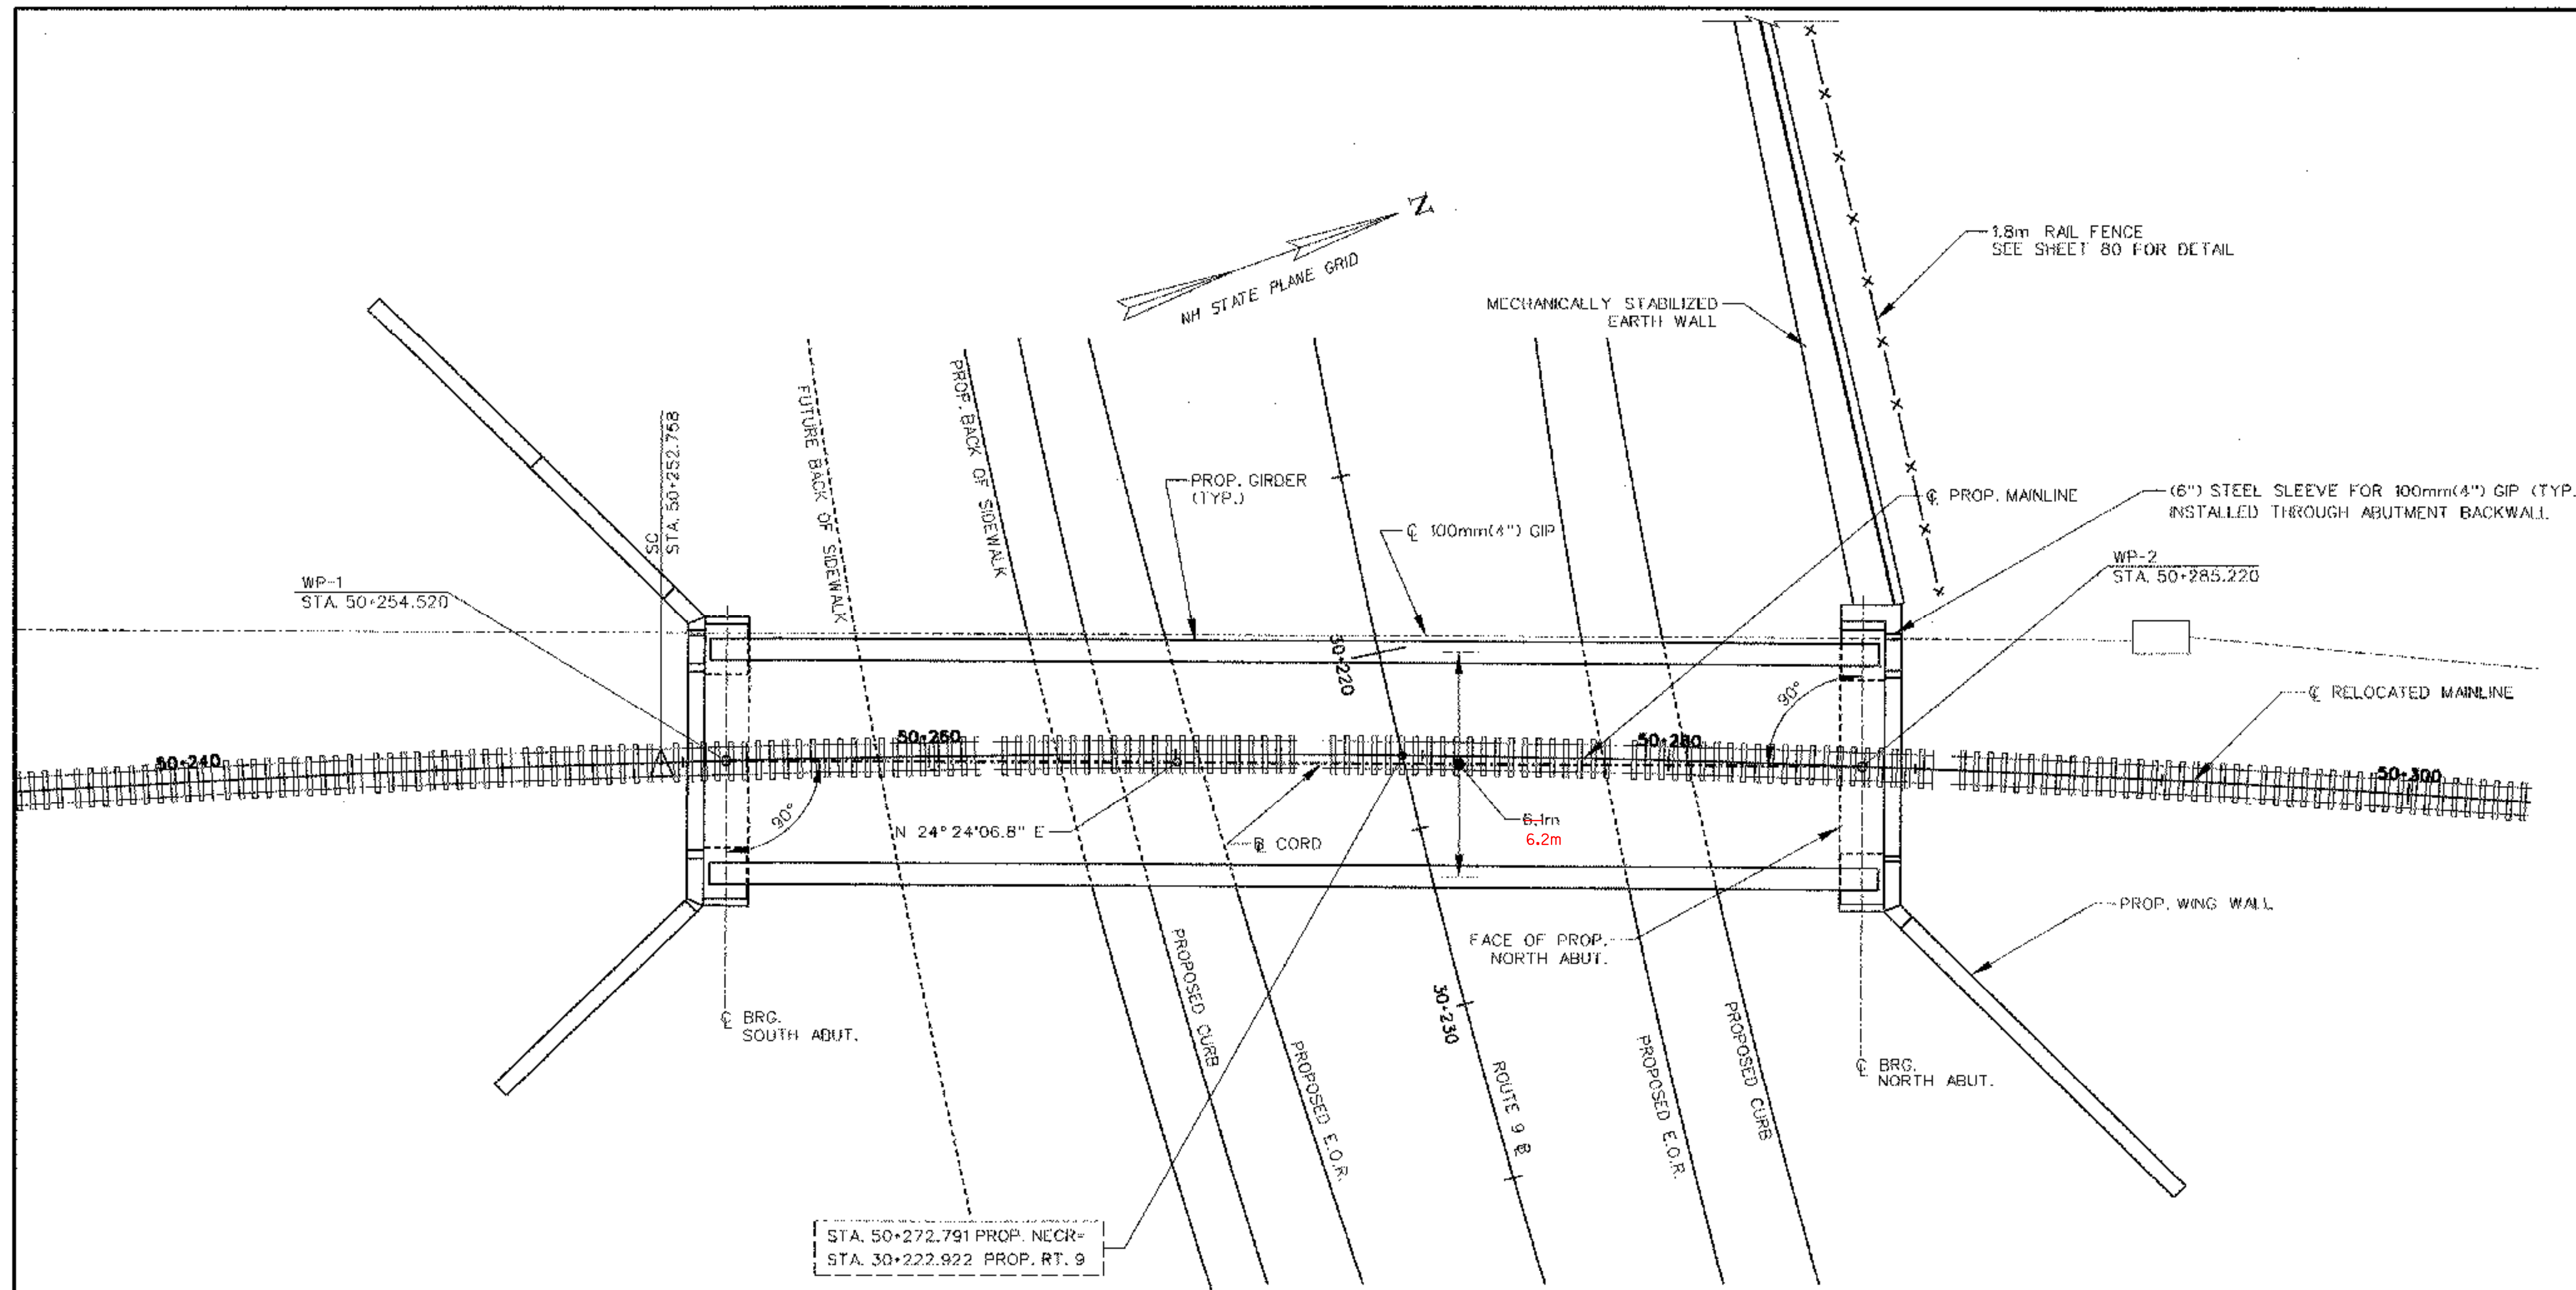 Z
NH STATE PLANE GRID
1.8m RAIL FENCE
SEE SHEET 80 FOR DETAIL
MECHANICALLY STABILIZED
EARTH WALL
FUTURE BACK OF SIDEWALK
PROP. BACK OF SIDEWALK
SC
STA. 50+252.758
PROP. GIRDER
(TYP.)
℄ 100mm(4") GIP
℄ PROP. MAINLINE
(6") STEEL SLEEVE FOR 100mm(4") GIP (TYP.
INSTALLED THROUGH ABUTMENT BACKWALL
WP-1
STA. 50+254.520
WP-2
STA. 50+285.220
30+220
90°
℄ RELOCATED MAINLINE
50+240
50+260
50+280
50+300
90°
N 24°24'06.8" E
CORD
6.1m
6.2m
PROP. WING WALL
FACE OF PROP.
NORTH ABUT.
℄ BRG.
SOUTH ABUT.
PROPOSED CURB
PROPOSED E.O.R.
30+230
ROUTE 9
PROPOSED E.O.R.
PROPOSED CURB
℄ BRG.
NORTH ABUT.
STA. 50+272.791 PROP. NECR=
STA. 30+222.922 PROP. RT. 9